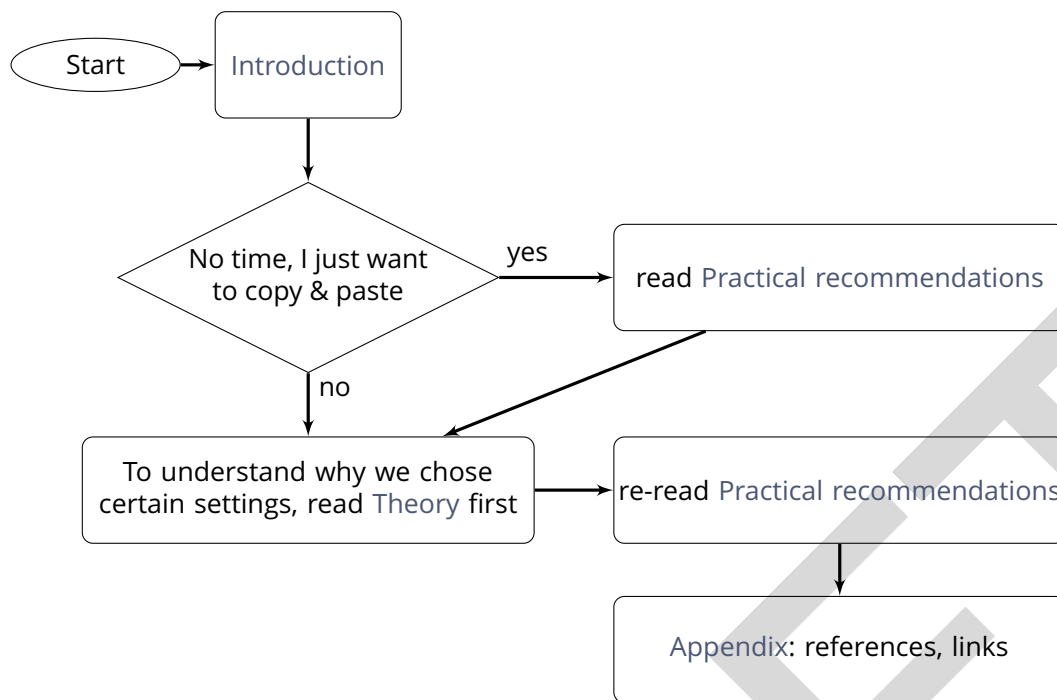 Start
Introduction
No time, I just want
to copy & paste
yes
read Practical recommendations
no
To understand why we chose
certain settings, read Theory first
re-read Practical recommendations
Appendix: references, links